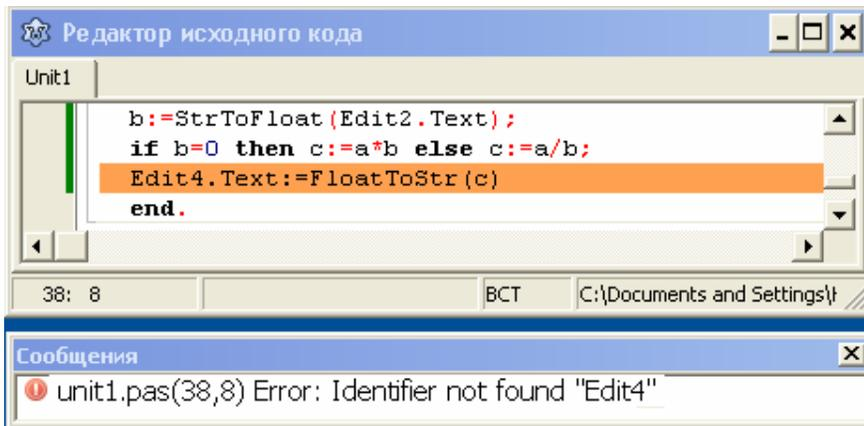 Редактор исходного кода
Unit1
b:=StrToFloat(Edit2.Text);
if b=0 then c:=a*b else c:=a/b;
Edit4.Text:=FloatToStr(c)
end.
38: 8 ВСТ C:\Documents and Settings\
Сообщения
unit1.pas(38,8) Error: Identifier not found "Edit4"